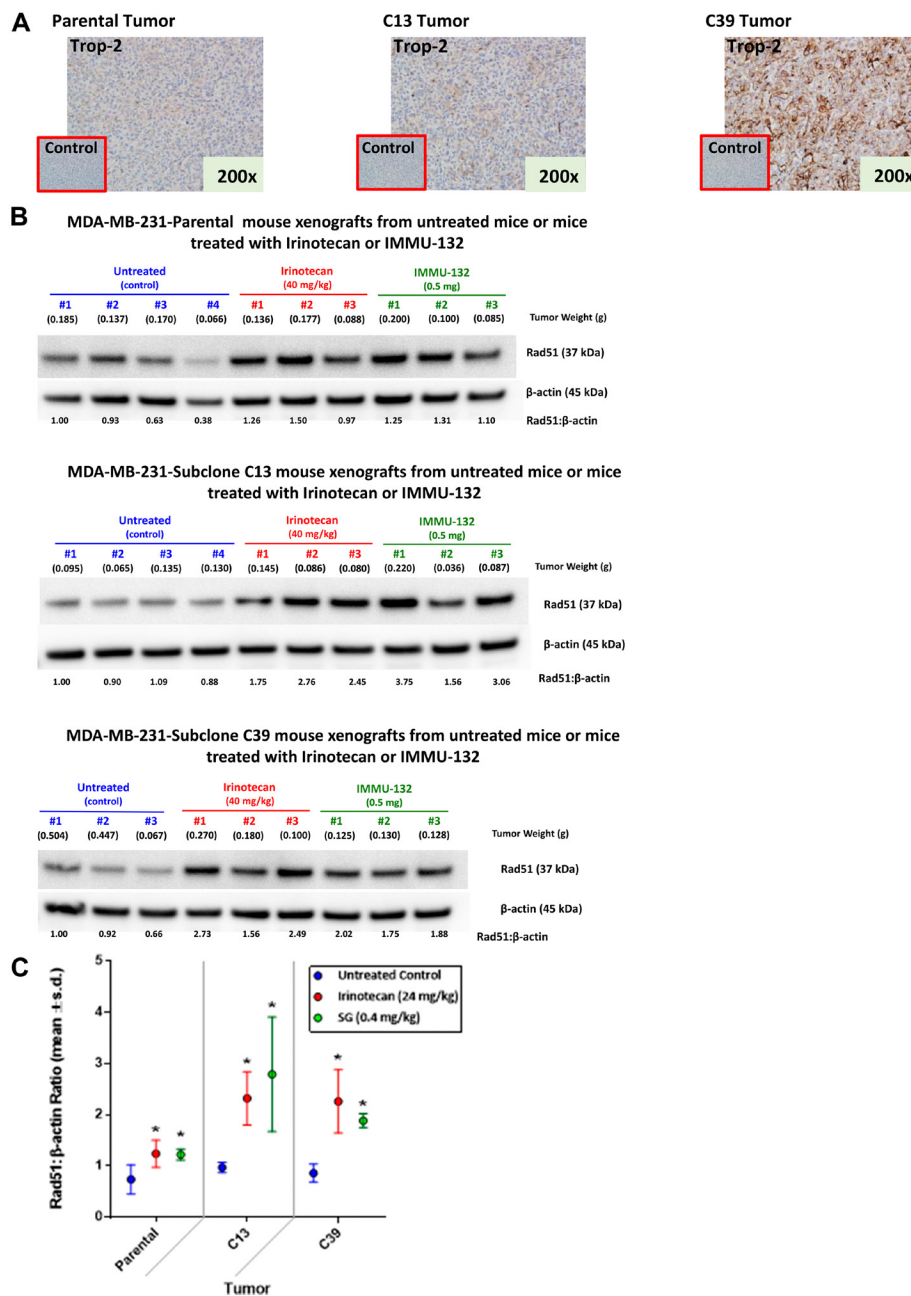 A
Parental Tumor
C13 Tumor
C39 Tumor
Trop-2
Trop-2
Trop-2
Control
200x
Control
200x
Control
200x
B
MDA-MB-231-Parental mouse xenografts from untreated mice or mice
treated with Irinotecan or IMMU-132
Untreated Irinotecan IMMU-132
(control) (40 mg/kg) (0.5 mg)
#1 #2 #3 #4 #1 #2 #3 #1 #2 #3
(0.185) (0.137) (0.170) (0.066) (0.136) (0.177) (0.088) (0.200) (0.100) (0.085) Tumor Weight (g)
Rad51 (37 kDa)
β-actin (45 kDa)
1.00 0.93 0.63 0.38 1.26 1.50 0.97 1.25 1.31 1.10 Rad51:β-actin
MDA-MB-231-Subclone C13 mouse xenografts from untreated mice or mice
treated with Irinotecan or IMMU-132
Untreated Irinotecan IMMU-132
(control) (40 mg/kg) (0.5 mg)
#1 #2 #3 #4 #1 #2 #3 #1 #2 #3
(0.095) (0.065) (0.135) (0.130) (0.145) (0.086) (0.080) (0.220) (0.036) (0.087) Tumor Weight (g)
Rad51 (37 kDa)
β-actin (45 kDa)
1.00 0.90 1.09 0.88 1.75 2.76 2.45 3.75 1.56 3.06 Rad51:β-actin
MDA-MB-231-Subclone C39 mouse xenografts from untreated mice or mice
treated with Irinotecan or IMMU-132
Untreated Irinotecan IMMU-132
(control) (40 mg/kg) (0.5 mg)
#1 #2 #3 #1 #2 #3 #1 #2 #3
(0.504) (0.447) (0.067) (0.270) (0.180) (0.100) (0.125) (0.130) (0.128) Tumor Weight (g)
Rad51 (37 kDa)
β-actin (45 kDa)
1.00 0.92 0.66 2.73 1.56 2.49 2.02 1.75 1.88 Rad51:β-actin
C
Rad51:β-actin Ratio (mean ±s.d.)
5
4
3
2
1
0
Untreated Control
Irinotecan (24 mg/kg)
SG (0.4 mg/kg)
* *
* *
* *
Parental
C13
C39
Tumor